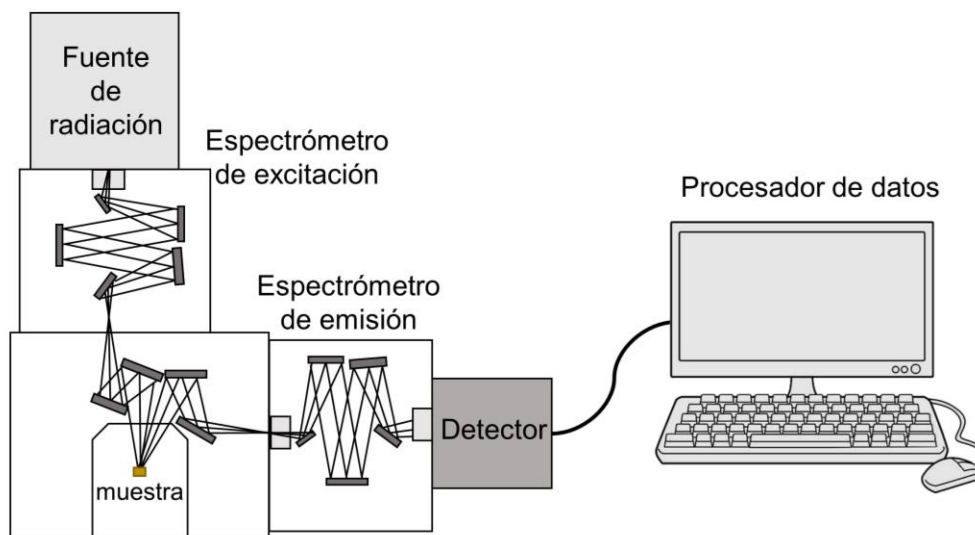 Fuente
de
radiación
Espectrómetro
de excitación
Procesador de datos
Espectrómetro
de emisión
Detector
muestra